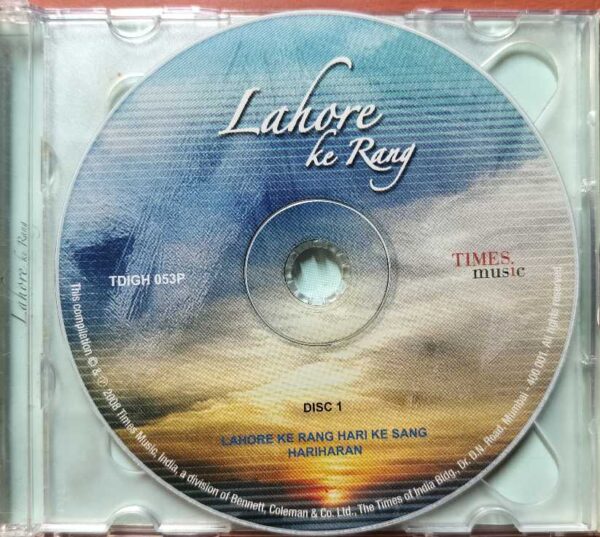 Lahore
ke Rang
TIMES.
music
TDIGH 053P
DISC 1
LAHORE KE RANG HARI KE SANG
HARIHARAN
This compilation © & ℗ 2008 Times Music, India, a division of Bennett, Coleman & Co. Ltd., The Times of India Bldg., Dr. D.N. Road, Mumbai - 400 001. All rights reserved
Lahore ke Rang